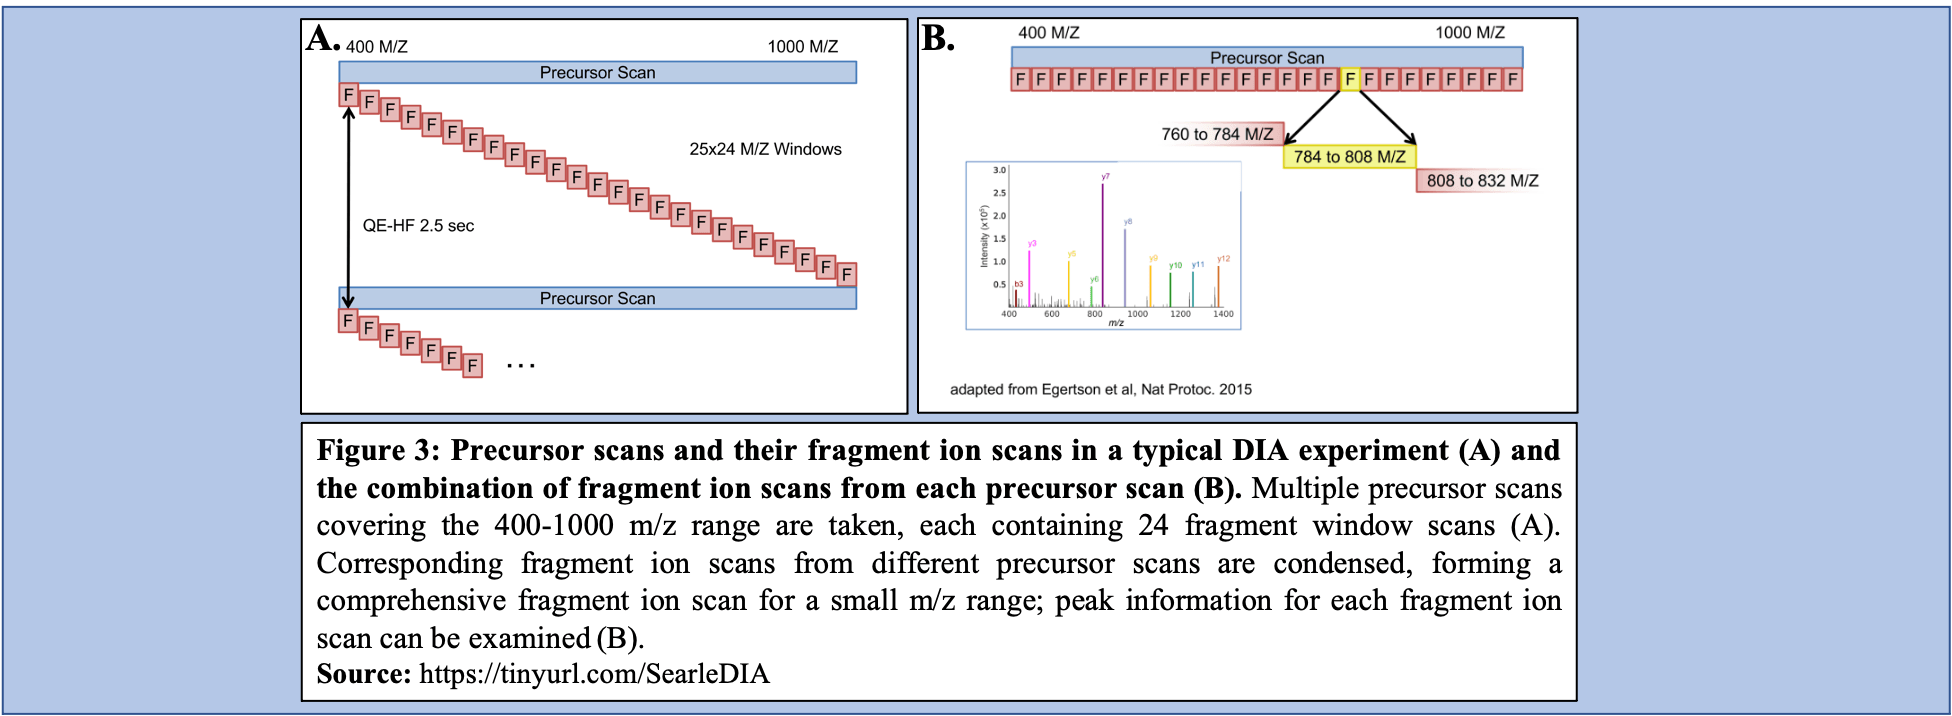 A.
400 M/Z 1000 M/Z
Precursor Scan
F F F F F F F F F F F F F F F F F F F F F F F F F
25x24 M/Z Windows
QE-HF 2.5 sec
Precursor Scan
F F F F F F F ...
B.
400 M/Z 1000 M/Z
Precursor Scan
F F F F F F F F F F F F F F F F F F F F F F F F F
760 to 784 M/Z
784 to 808 M/Z
808 to 832 M/Z
Intensity (x10⁵)
3.0
2.5
2.0
1.5
1.0
0.5
b3 y3 y5 y6 y7 y8 y9 y10 y11 y12
400 600 800 1000 1200 1400
m/z
adapted from Egertson et al, Nat Protoc. 2015
Figure 3: Precursor scans and their fragment ion scans in a typical DIA experiment (A) and
the combination of fragment ion scans from each precursor scan (B). Multiple precursor scans
covering the 400-1000 m/z range are taken, each containing 24 fragment window scans (A).
Corresponding fragment ion scans from different precursor scans are condensed, forming a
comprehensive fragment ion scan for a small m/z range; peak information for each fragment ion
scan can be examined (B).
Source: https://tinyurl.com/SearleDIA